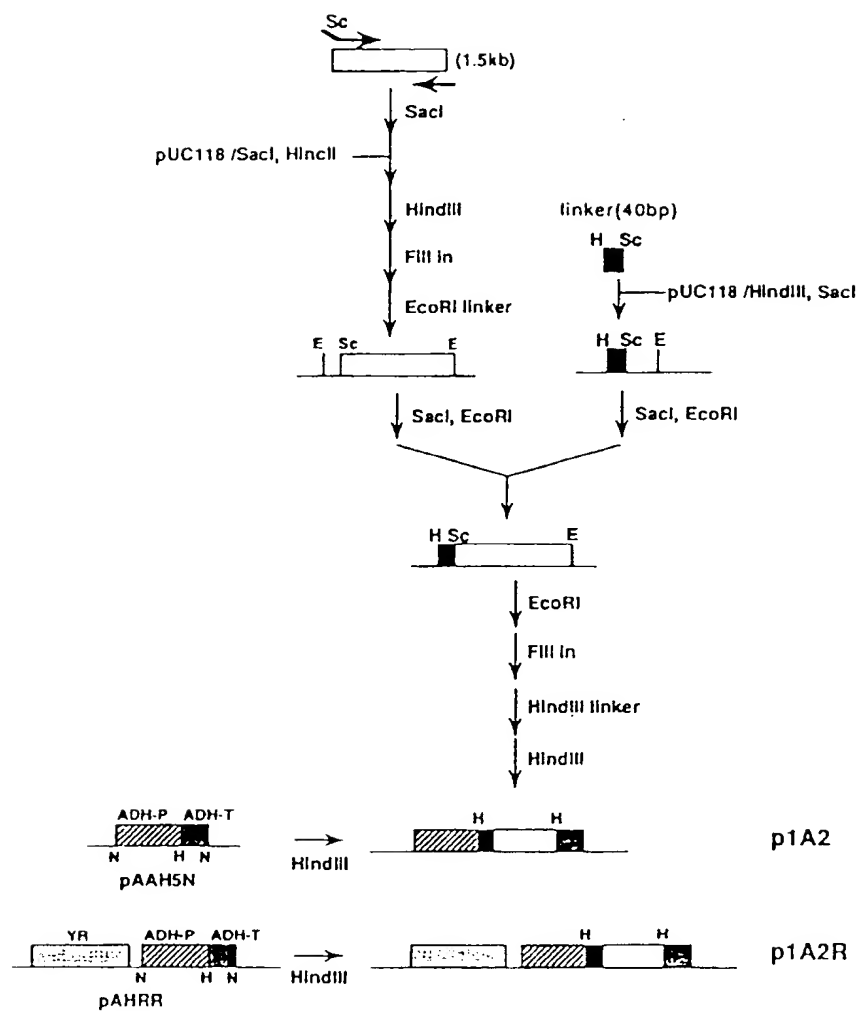 Sc
(1.5kb)
SacI
pUC118 /SacI, HincII
HindIII
Fill in
EcoRI linker
linker(40bp)
H Sc
pUC118 /HindIII, SacI
E Sc E
H Sc E
SacI, EcoRI
SacI, EcoRI
H Sc E
EcoRI
Fill in
HindIII linker
HindIII
ADH-P ADH-T
N H N
pAAH5N
HindIII
H H
p1A2
YR ADH-P ADH-T
N H N
pAHRR
HindIII
H H
p1A2R